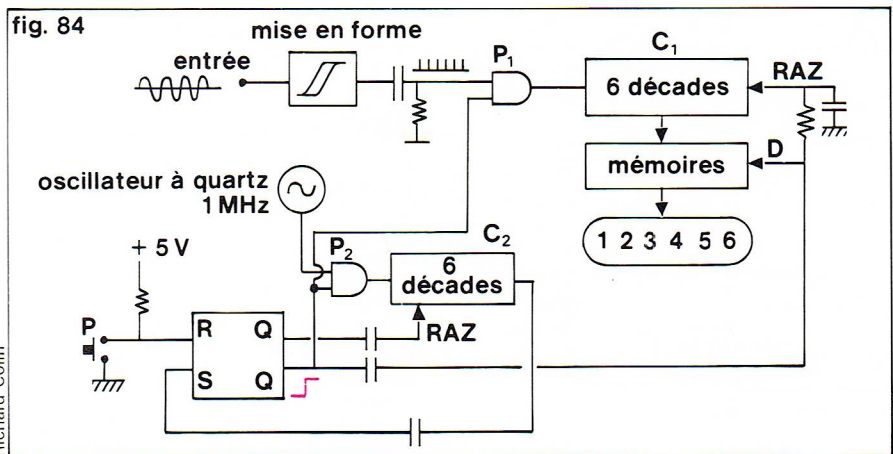 fig. 84
mise en forme
entrée
P₁
C₁
6 décades
RAZ
mémoires
D
1 2 3 4 5 6
oscillateur à quartz
1 MHz
P₂
C₂
6
décades
RAZ
+ 5 V
P
R Q
S Q